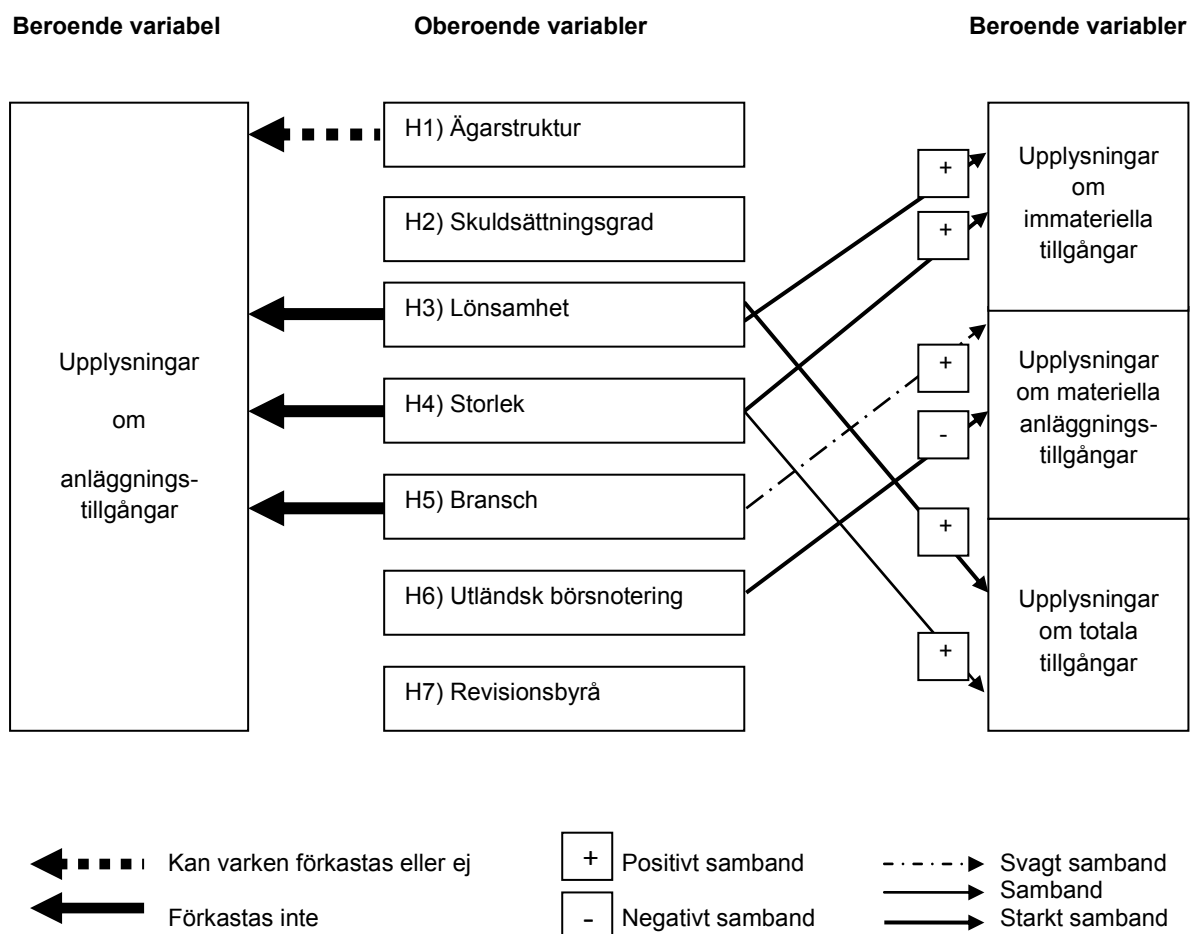 Beroende variabel
Oberoende variabler
Beroende variabler
Upplysningar
om
anläggnings-
tillgångar
H1) Ägarstruktur
H2) Skuldsättningsgrad
H3) Lönsamhet
H4) Storlek
H5) Bransch
H6) Utländsk börsnotering
H7) Revisionsbyrå
+
+
+
-
+
+
Upplysningar
om
immateriella
tillgångar
Upplysningar
om materiella
anläggnings-
tillgångar
Upplysningar
om totala
tillgångar
Kan varken förkastas eller ej
Förkastas inte
+
Positivt samband
-
Negativt samband
Svagt samband
Samband
Starkt samband